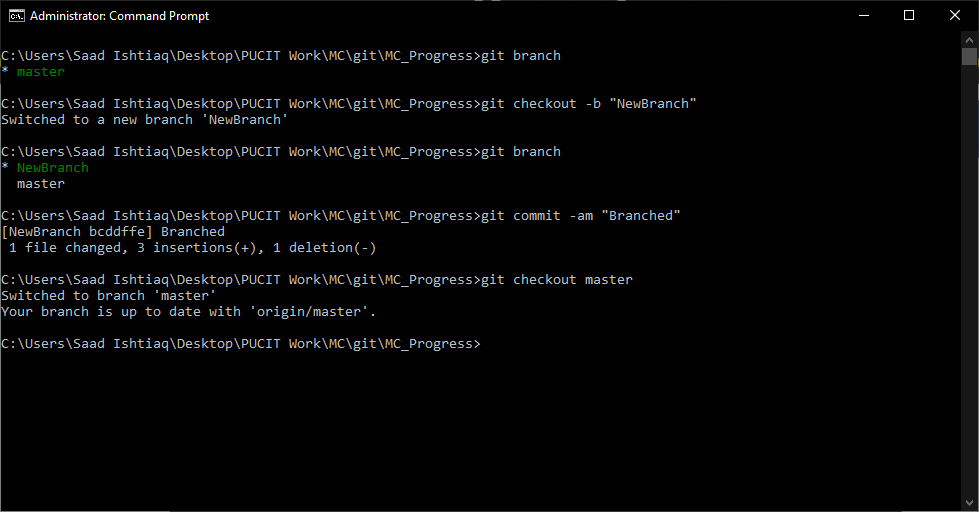 Administrator: Command Prompt
C:\Users\Saad Ishtiaq\Desktop\PUCIT Work\MC\git\MC_Progress>git branch
* master
C:\Users\Saad Ishtiaq\Desktop\PUCIT Work\MC\git\MC_Progress>git checkout -b "NewBranch"
Switched to a new branch 'NewBranch'
C:\Users\Saad Ishtiaq\Desktop\PUCIT Work\MC\git\MC_Progress>git branch
* NewBranch
  master
C:\Users\Saad Ishtiaq\Desktop\PUCIT Work\MC\git\MC_Progress>git commit -am "Branched"
[NewBranch bcddffe] Branched
 1 file changed, 3 insertions(+), 1 deletion(-)
C:\Users\Saad Ishtiaq\Desktop\PUCIT Work\MC\git\MC_Progress>git checkout master
Switched to branch 'master'
Your branch is up to date with 'origin/master'.
C:\Users\Saad Ishtiaq\Desktop\PUCIT Work\MC\git\MC_Progress>